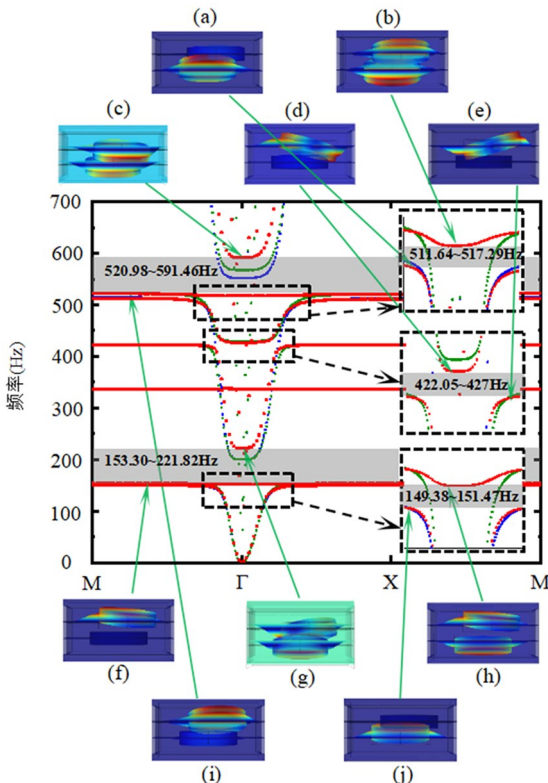 (a)
(b)
(c)
(d)
(e)
700
600
500
400
300
200
100
0
频率(Hz)
520.98~591.46Hz
153.30~221.82Hz
511.64~517.29Hz
422.05~427Hz
149.38~151.47Hz
M
Γ
X
M
(f)
(g)
(h)
(i)
(j)